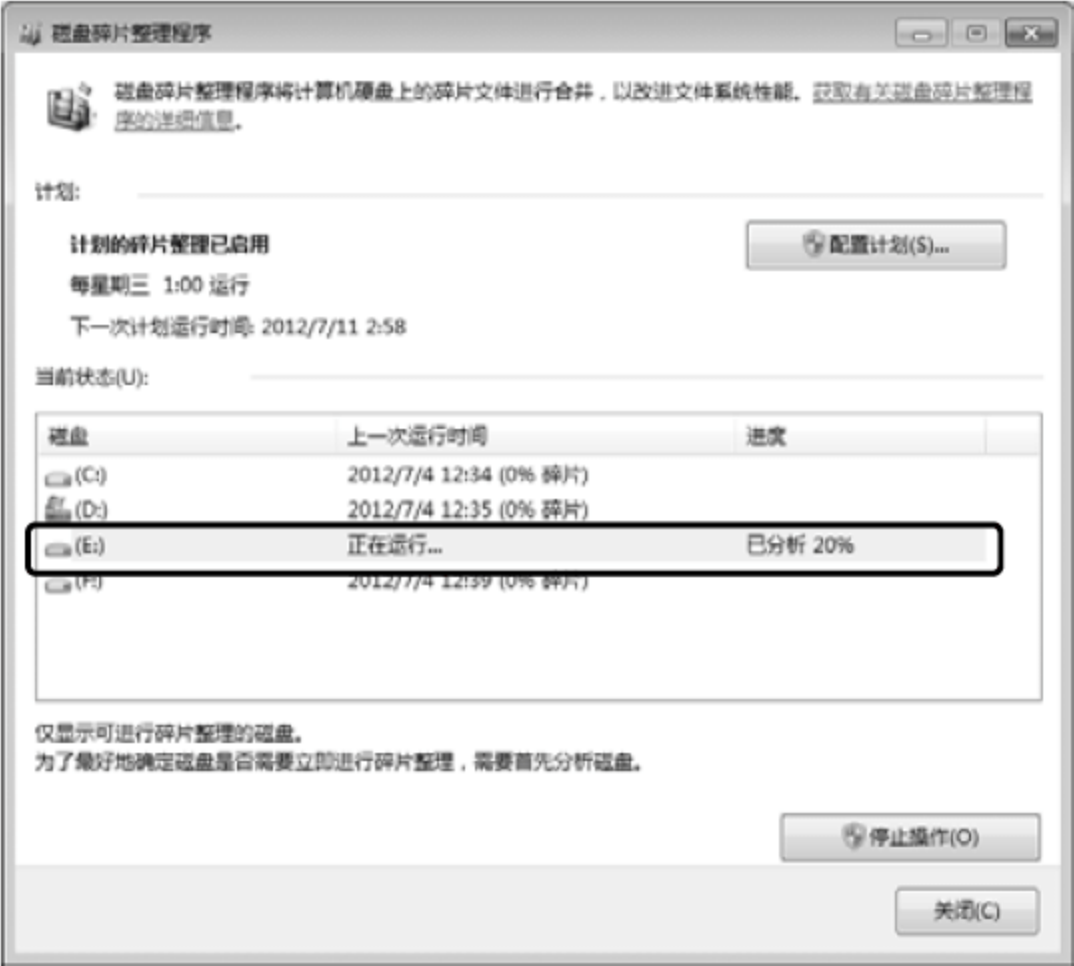 磁盘碎片整理程序
磁盘碎片整理程序将计算机硬盘上的碎片文件进行合并，以改进文件系统性能。获取有关磁盘碎片整理程
序的详细信息。
计划:
计划的碎片整理已启用
配置计划(S)...
每星期三 1:00 运行
下一次计划运行时间: 2012/7/11 2:58
当前状态(U):
磁盘 上一次运行时间 进度
(C:) 2012/7/4 12:34 (0% 碎片)
(D:) 2012/7/4 12:35 (0% 碎片)
(E:) 正在运行... 已分析 20%
(F:) 2012/7/4 12:39 (0% 碎片)
仅显示可进行碎片整理的磁盘。
为了最好地确定磁盘是否需要立即进行碎片整理，需要首先分析磁盘。
停止操作(O)
关闭(C)